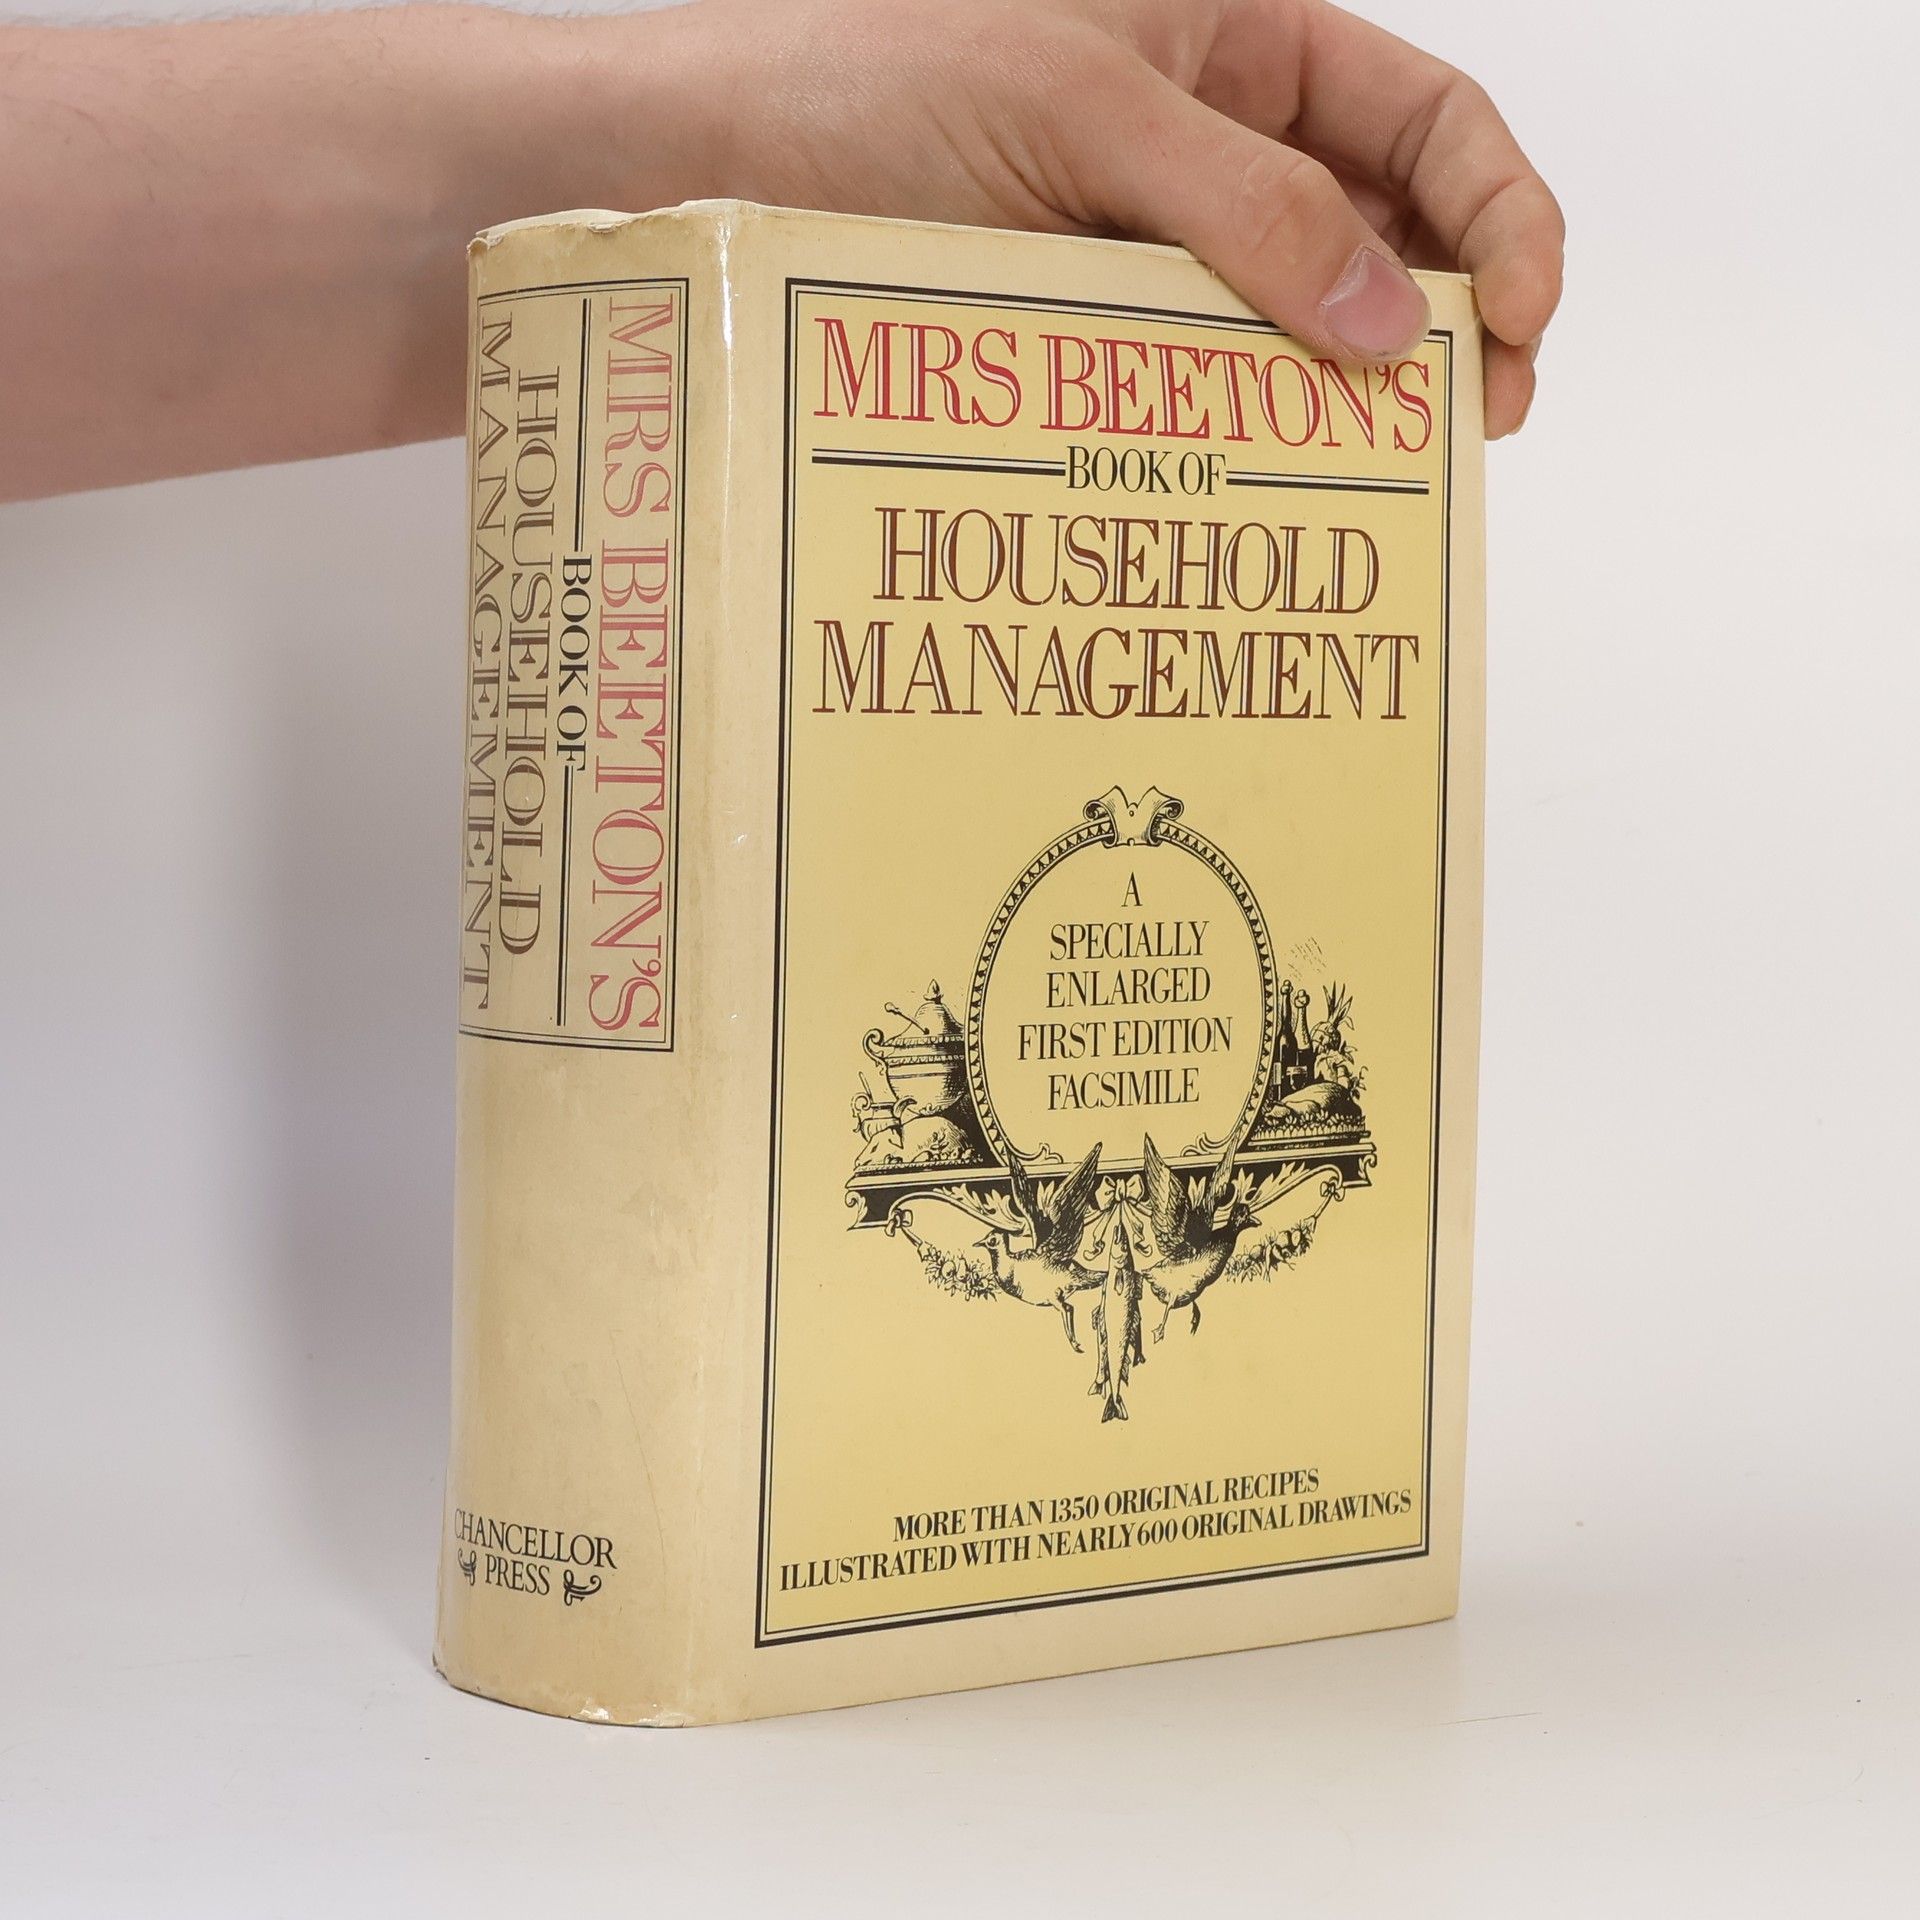 MRS BEETON'S
BOOK OF
HOUSEHOLD
MANAGEMENT
CHANCELLOR
PRESS
MRS BEETON'S
BOOK OF
HOUSEHOLD
MANAGEMENT
A
SPECIALLY
ENLARGED
FIRST EDITION
FACSIMILE
MORE THAN 1350 ORIGINAL RECIPES
ILLUSTRATED WITH NEARLY 600 ORIGINAL DRAWINGS